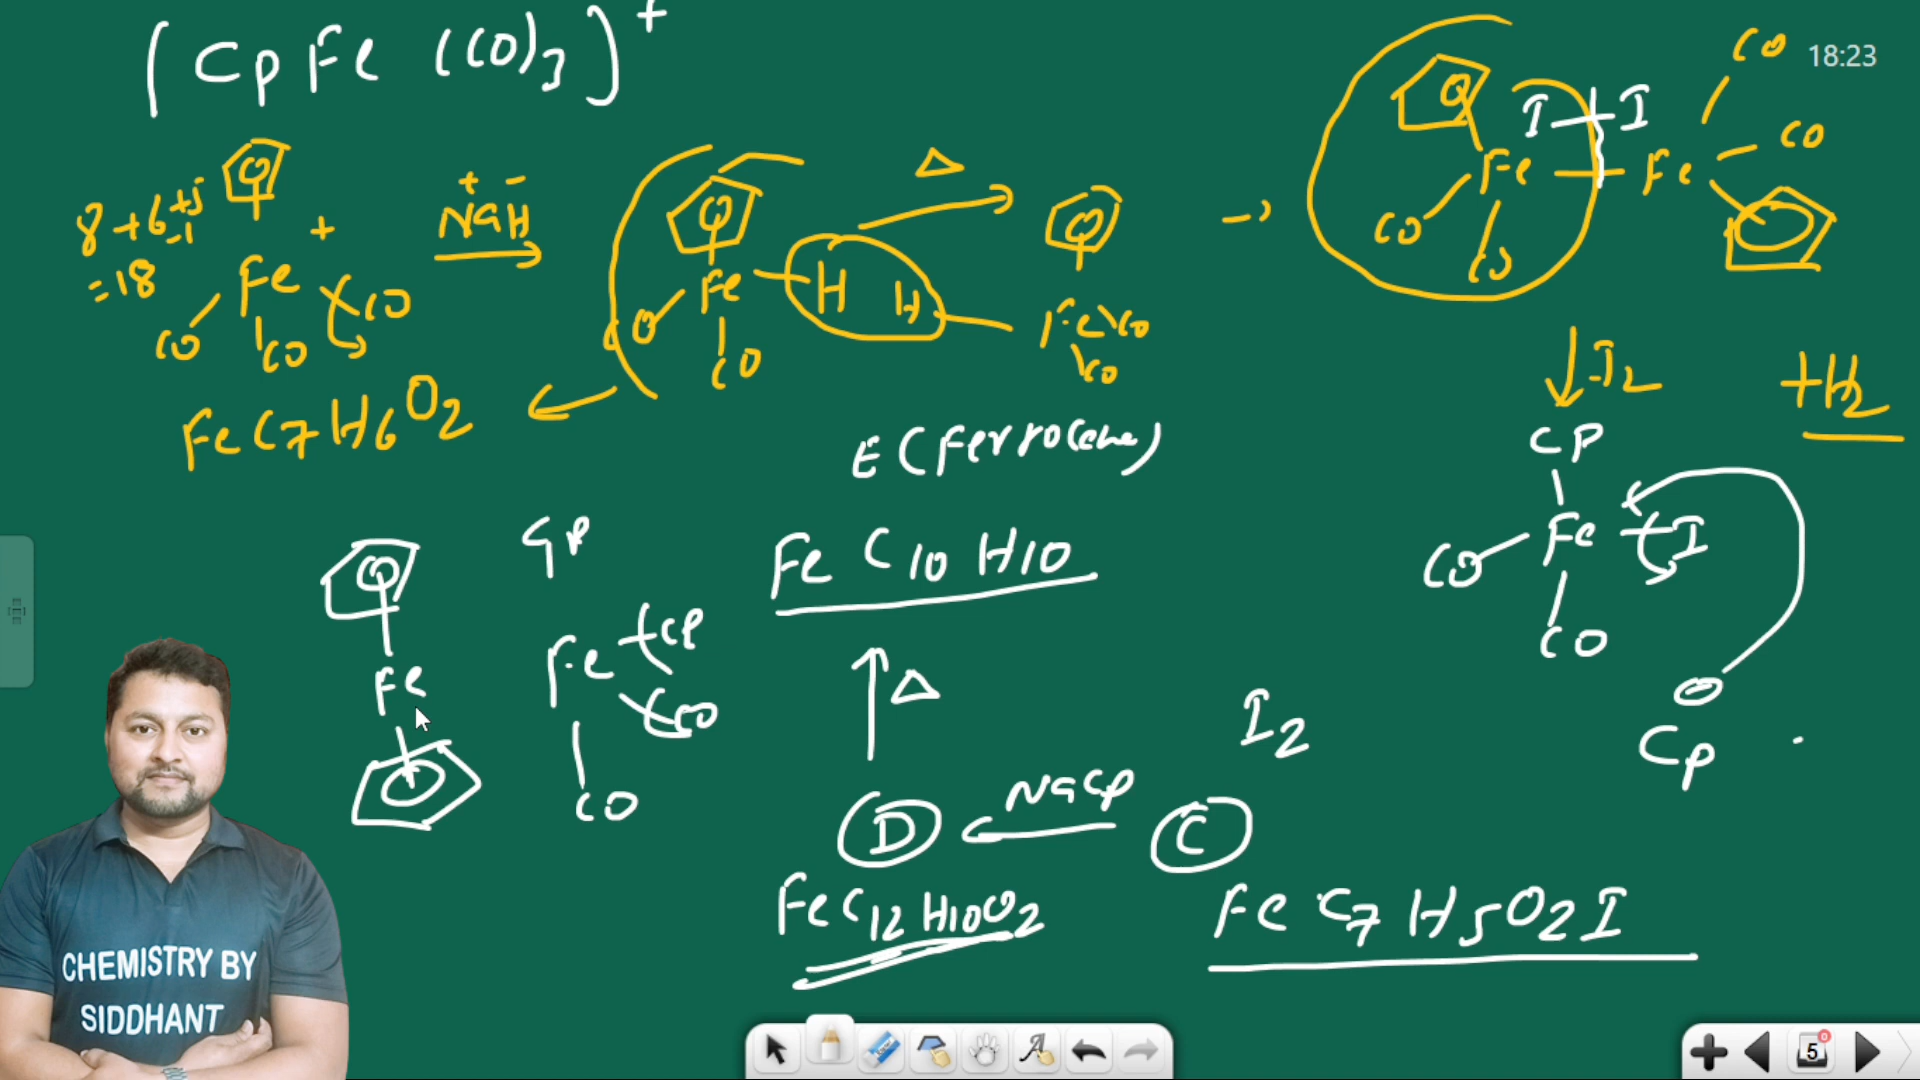 [CpFe(CO)3]+
18:23
8+6+5-1
=18
+
Fe
CO
CO
CO
+ -
NaH
Fe
CO
CO
H H
Δ
Fe CO
CO
→
Fe — Fe
I + I
CO
CO
CO
CO
FeC7H6O2
↓ I2
+H2
E (Ferrocene)
FeC10H10
CP
Fe I
CO
CO
Cp
Fe
Fe CP
CO
CO
Δ
I2
D
NaCp
C
FeC12H10O2
FeC7H5O2I
CHEMISTRY BY
SIDDHANT
5